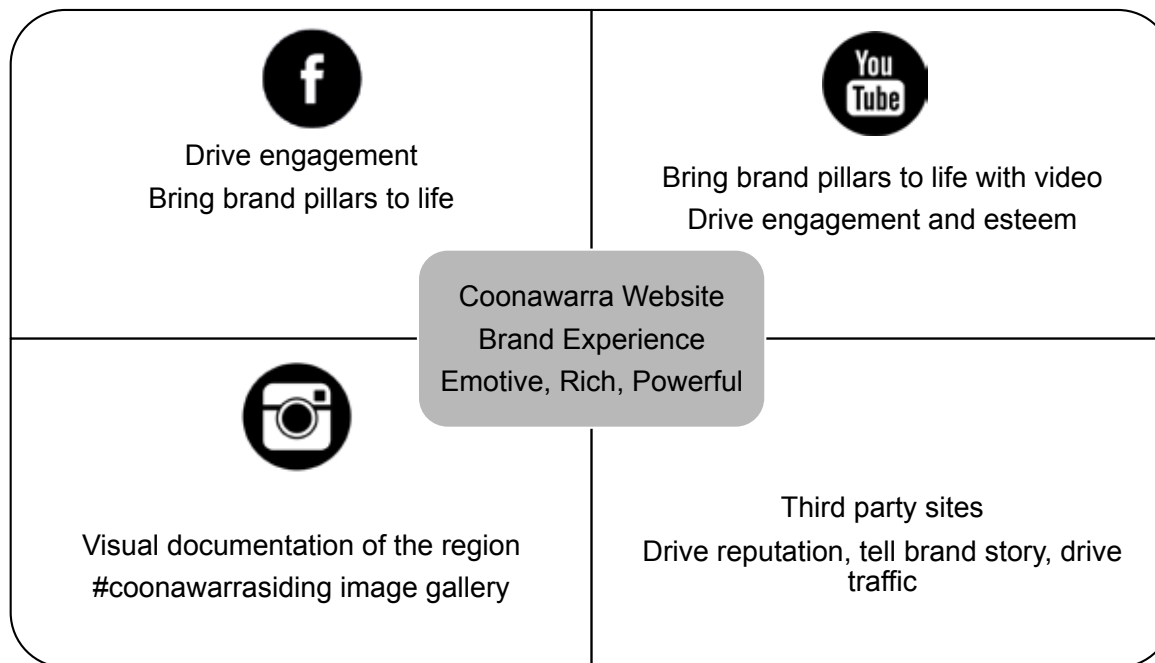 f
Drive engagement
Bring brand pillars to life
You
Tube
Bring brand pillars to life with video
Drive engagement and esteem
Coonawarra Website
Brand Experience
Emotive, Rich, Powerful
Visual documentation of the region
#coonawarrasiding image gallery
Third party sites
Drive reputation, tell brand story, drive
traffic